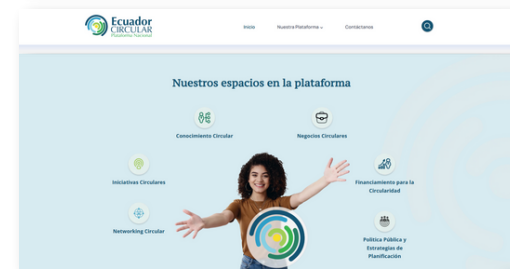 Ecuador
CIRCULAR
Plataforma Nacional
Inicio
Nuestra Plataforma
Contáctanos
Nuestros espacios en la plataforma
Conocimiento Circular
Negocios Circulares
Iniciativas Circulares
Financiamiento para la
Circularidad
Networking Circular
Política Pública y
Estrategias de
Planificación